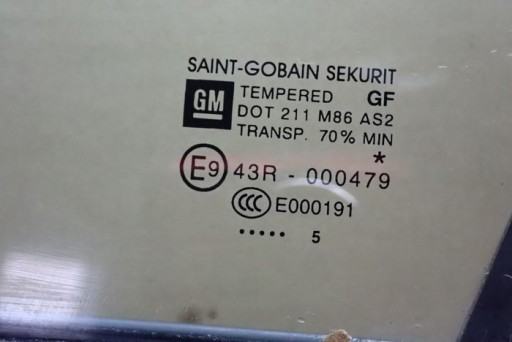 SAINT-GOBAIN SEKURIT
GM TEMPERED GF
DOT 211 M86 AS2
TRANSP. 70% MIN
*
E9 43R - 000479
CCC E000191
..... 5